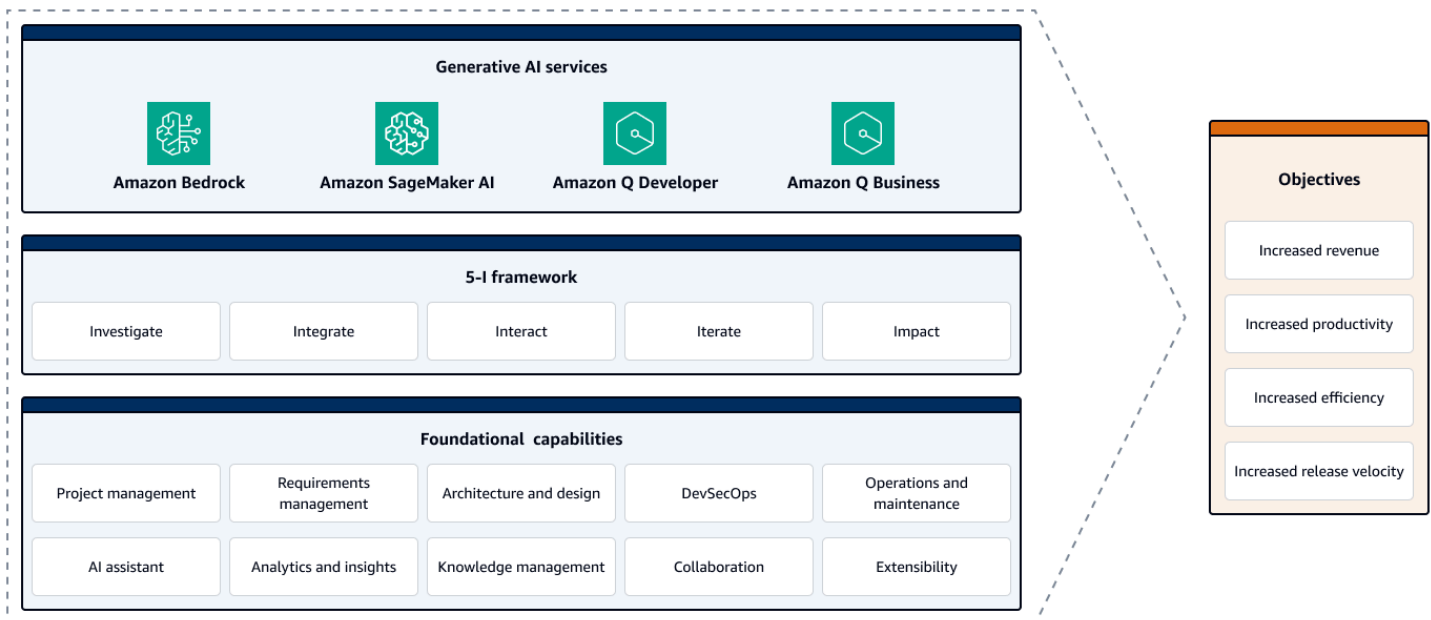 Generative AI services
Amazon Bedrock
Amazon SageMaker AI
Amazon Q Developer
Amazon Q Business
5-I framework
Investigate
Integrate
Interact
Iterate
Impact
Foundational capabilities
Project management
Requirements
management
Architecture and design
DevSecOps
Operations and
maintenance
AI assistant
Analytics and insights
Knowledge management
Collaboration
Extensibility
Objectives
Increased revenue
Increased productivity
Increased efficiency
Increased release velocity